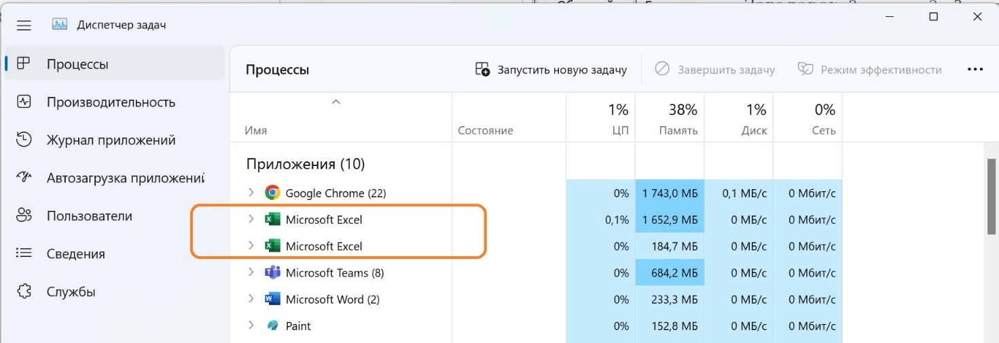 Диспетчер задач
Процессы
Производительность
Журнал приложений
Автозагрузка приложений
Пользователи
Сведения
Службы
Процессы
Запустить новую задачу
Завершить задачу
Режим эффективности
1% 38% 1% 0%
Имя Состояние ЦП Память Диск Сеть
Приложения (10)
Google Chrome (22) 0% 1 743,0 МБ 0,1 МБ/с 0 Мбит/с
Microsoft Excel 0,1% 1 652,9 МБ 0 МБ/с 0 Мбит/с
Microsoft Excel 0% 184,7 МБ 0 МБ/с 0 Мбит/с
Microsoft Teams (8) 0% 684,2 МБ 0 МБ/с 0 Мбит/с
Microsoft Word (2) 0% 233,3 МБ 0 МБ/с 0 Мбит/с
Paint 0% 152,8 МБ 0 МБ/с 0 Мбит/с